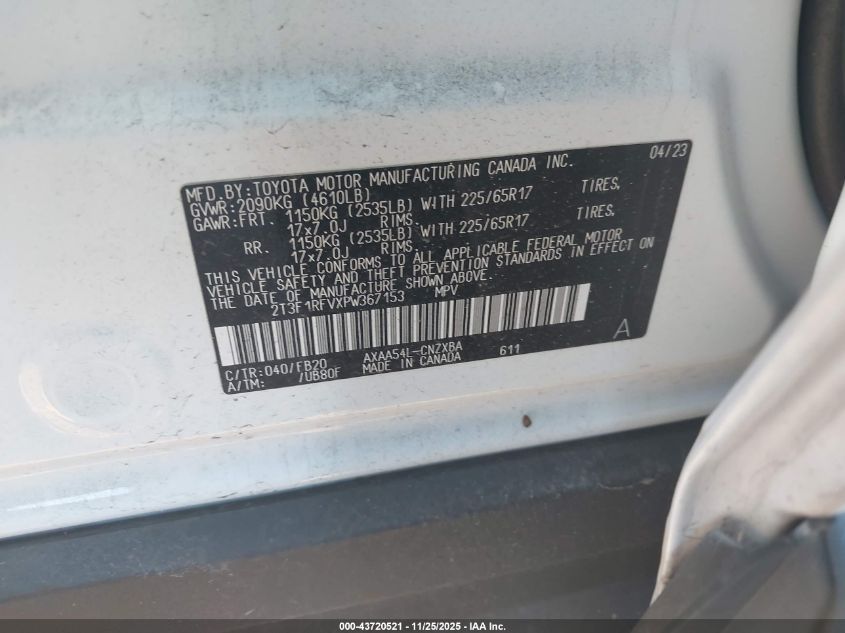 MFD. BY: TOYOTA MOTOR MANUFACTURING CANADA INC. 04/23
GVWR: 2090KG (4610LB)
GAWR: FRT 1150KG (2535LB) WITH 225/65R17 TIRES,
17x7.0J RIMS.
RR. 1150KG (2535LB) WITH 225/65R17 TIRES,
17x7.0J RIMS.
THIS VEHICLE CONFORMS TO ALL APPLICABLE FEDERAL MOTOR
VEHICLE SAFETY AND THEFT PREVENTION STANDARDS IN EFFECT ON
THE DATE OF MANUFACTURE SHOWN ABOVE.
2T3F1RFVXPW367153 MPV
A
C/TR: 040/FB20 AXAA54L-CNZXBA 611
A/TM: /UB80F MADE IN CANADA
000-43720521 - 11/25/2025 - IAA Inc.